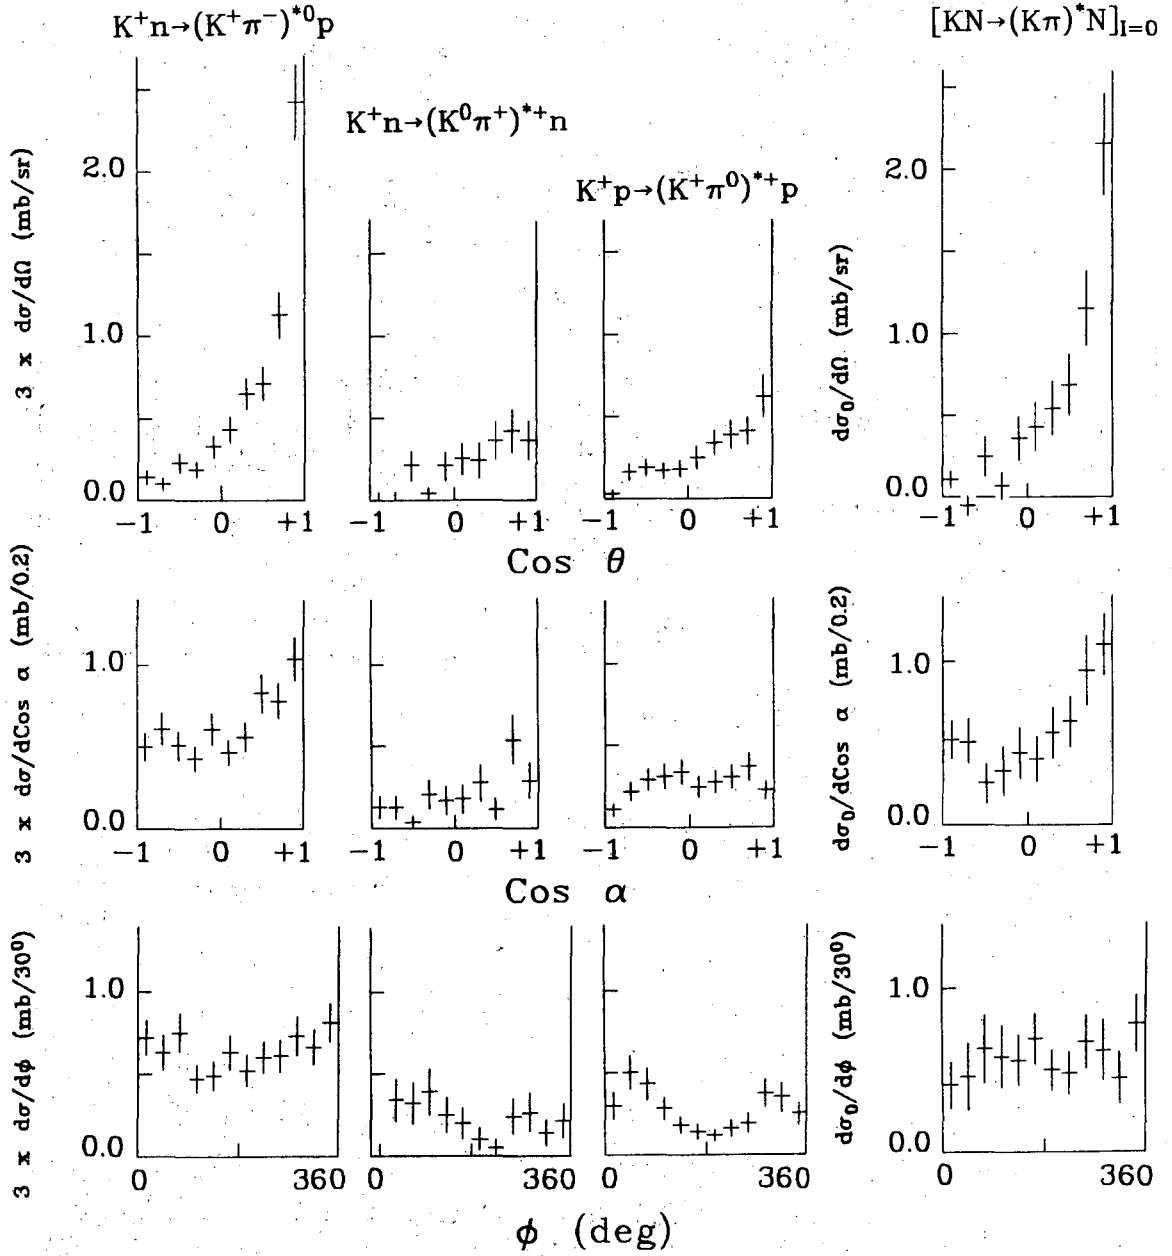 K⁺n→(K⁺π⁻)*⁰p
[KN→(Kπ)*N]I=0
K⁺n→(K⁰π⁺)*⁺n
K⁺p→(K⁺π⁰)*⁺p
3 x dσ/dΩ (mb/sr)
2.0
1.0
0.0
dσ₀/dΩ (mb/sr)
2.0
1.0
0.0
−1 0 +1
−1 0 +1
−1 0 +1
−1 0 +1
Cos θ
3 x dσ/dCos α (mb/0.2)
1.0
0.0
dσ₀/dCos α (mb/0.2)
1.0
0.0
−1 0 +1
−1 0 +1
−1 0 +1
−1 0 +1
Cos α
3 x dσ/dϕ (mb/30⁰)
1.0
0.0
dσ₀/dϕ (mb/30⁰)
1.0
0.0
0 360
0 360
0 360
0 360
ϕ (deg)